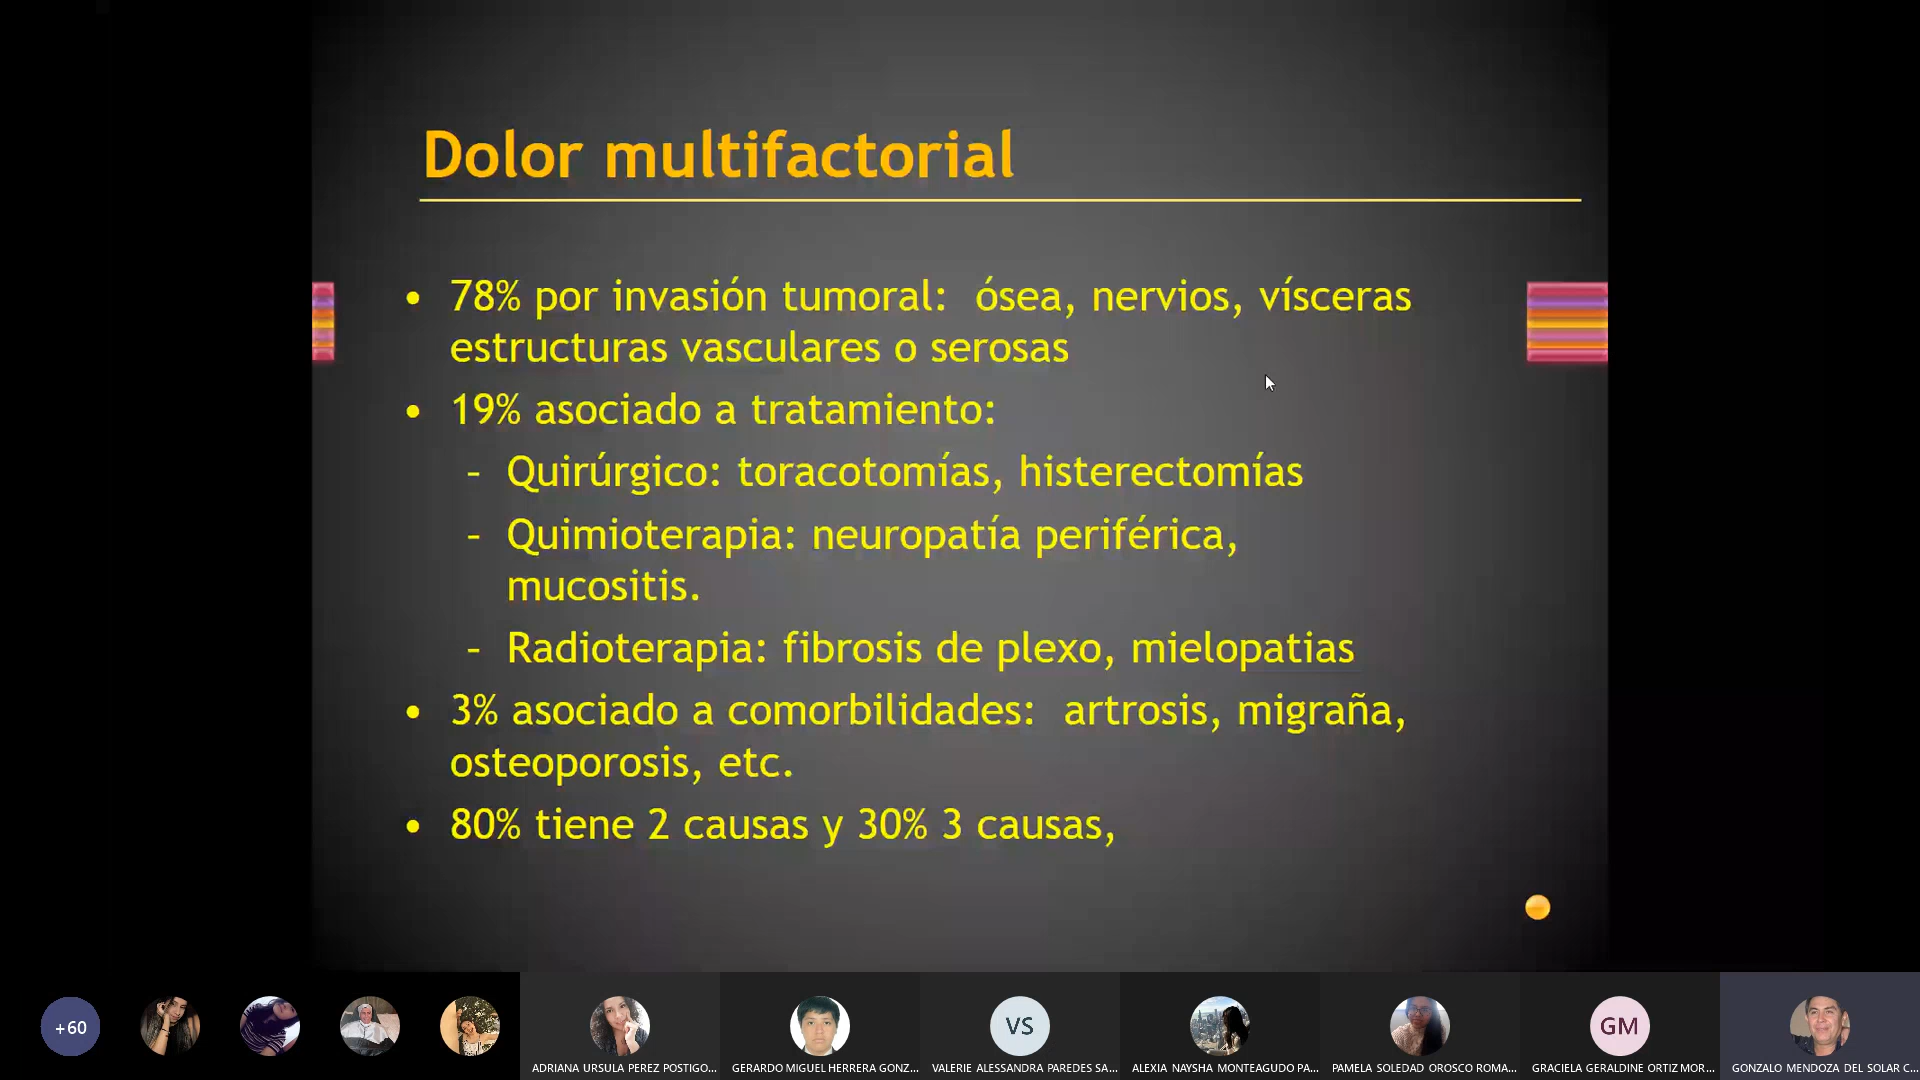 Dolor multifactorial
• 78% por invasión tumoral: ósea, nervios, vísceras
estructuras vasculares o serosas
• 19% asociado a tratamiento:
– Quirúrgico: toracotomías, histerectomías
– Quimioterapia: neuropatía periférica,
mucositis.
– Radioterapia: fibrosis de plexo, mielopatias
• 3% asociado a comorbilidades: artrosis, migraña,
osteoporosis, etc.
• 80% tiene 2 causas y 30% 3 causas,
+60
VS
GM
ADRIANA URSULA PEREZ POSTIGO...
GERARDO MIGUEL HERRERA GONZ...
VALERIE ALESSANDRA PAREDES SA...
ALEXIA NAYSHA MONTEAGUDO PA...
PAMELA SOLEDAD OROSCO ROMA...
GRACIELA GERALDINE ORTIZ MOR...
GONZALO MENDOZA DEL SOLAR C...